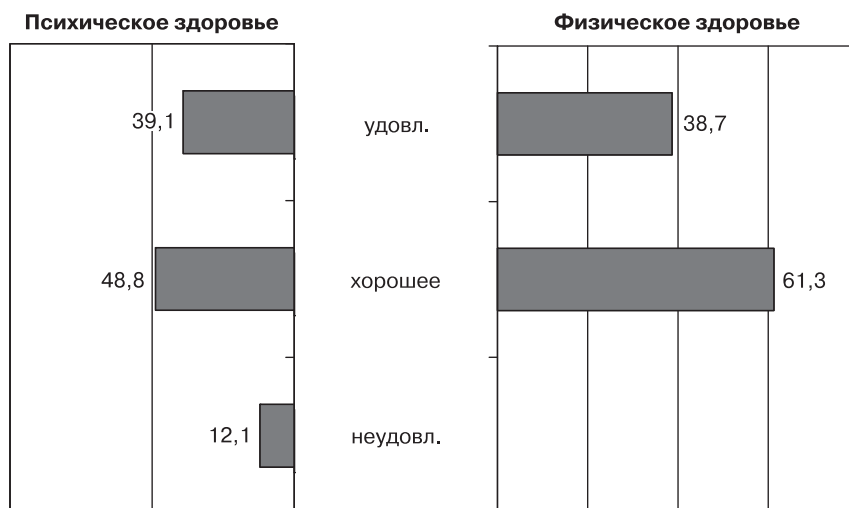 Психическое здоровье
Физическое здоровье
39,1
удовл.
38,7
48,8
хорошее
61,3
12,1
неудовл.